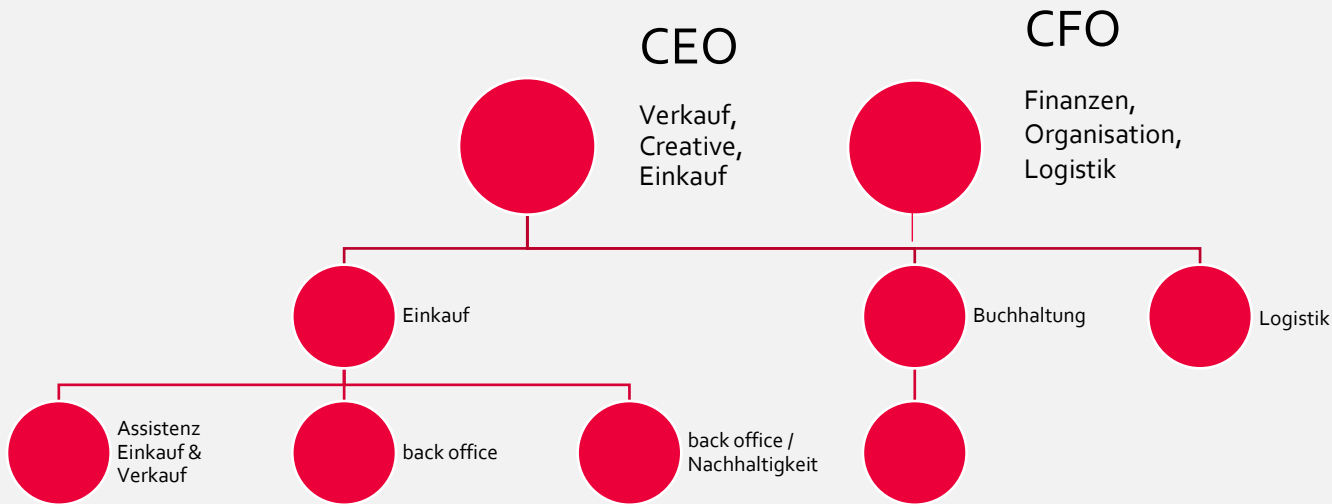 CEO
Verkauf,
Creative,
Einkauf
CFO
Finanzen,
Organisation,
Logistik
Einkauf
Buchhaltung
Logistik
Assistenz
Einkauf &
Verkauf
back office
back office /
Nachhaltigkeit